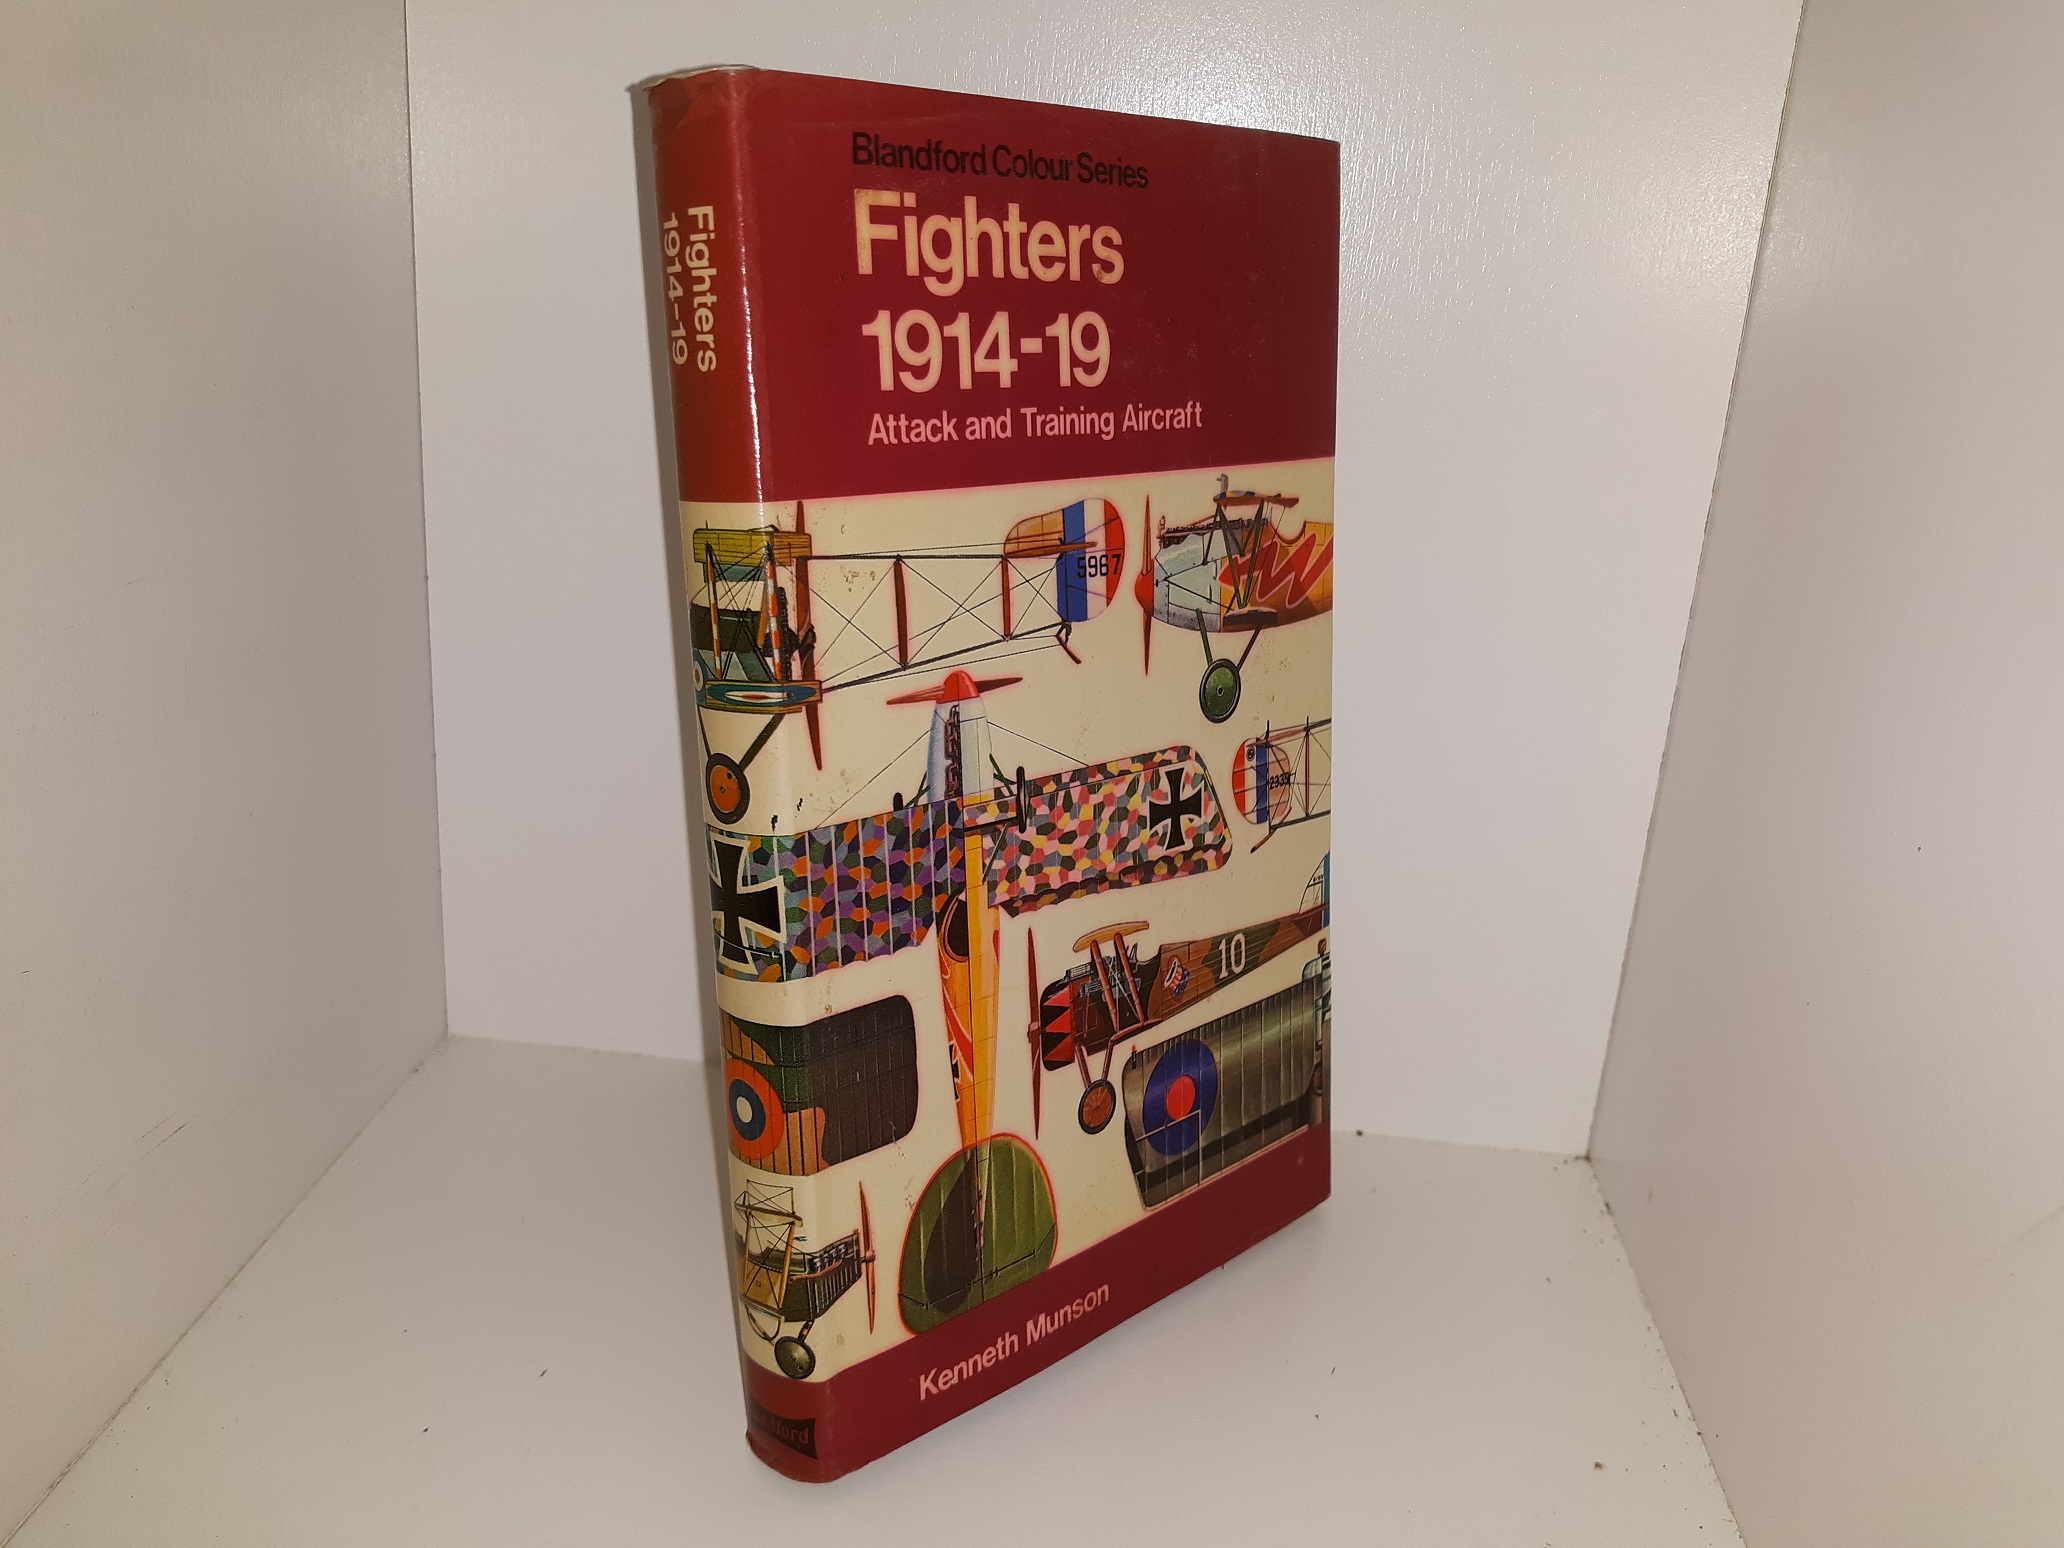 Blandford Colour Series
Fighters
1914-19
Attack and Training Aircraft
Fighters
1914-19
5967
10
Kenneth Munson